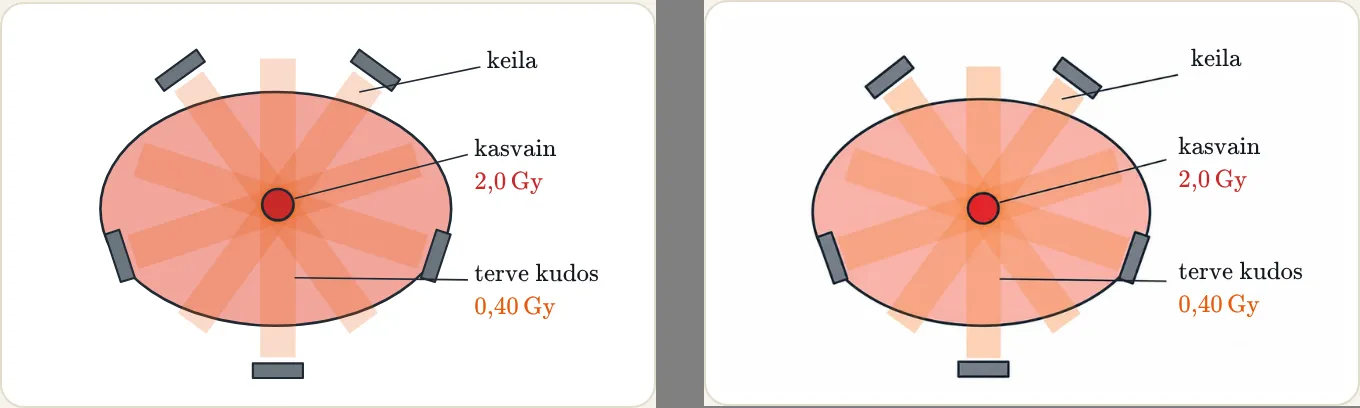 keila
kasvain
2,0 Gy
terve kudos
0,40 Gy
keila
kasvain
2,0 Gy
terve kudos
0,40 Gy